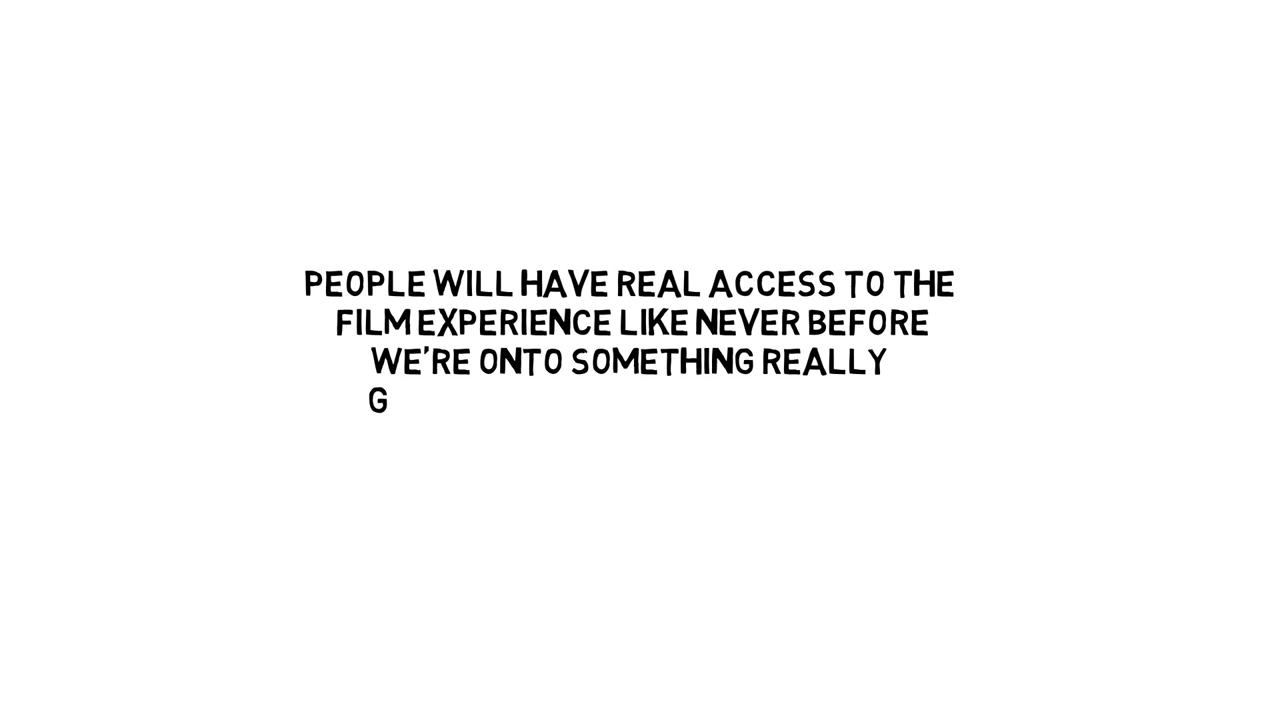 PEOPLE WILL HAVE REAL ACCESS TO THE
FILM EXPERIENCE LIKE NEVER BEFORE
WE'RE ONTO SOMETHING REALLY
G